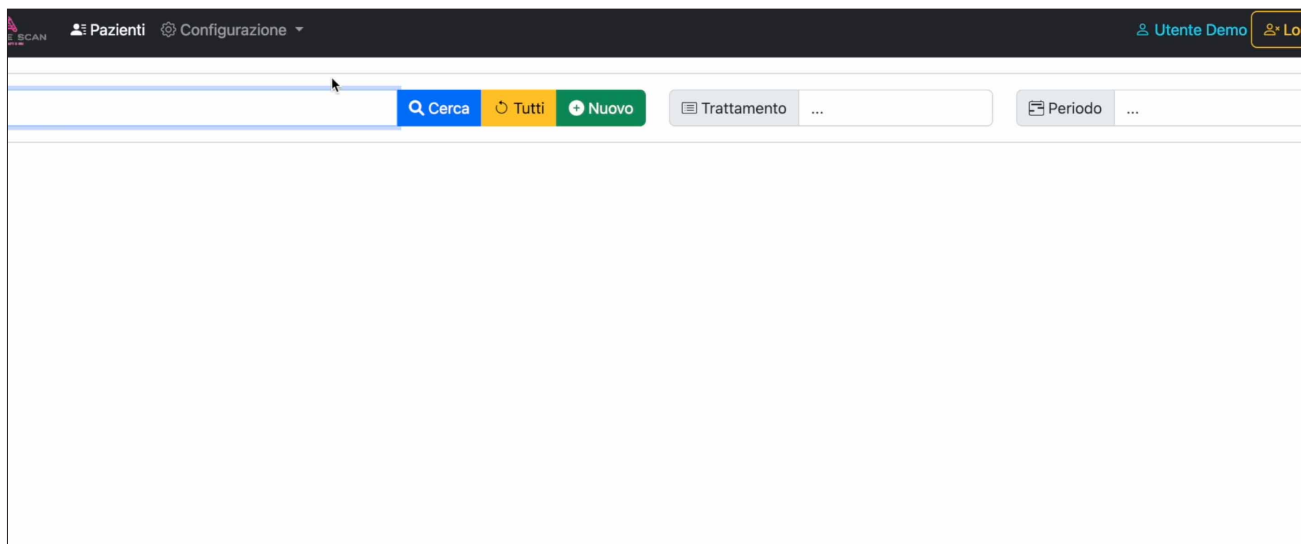 E SCAN Pazienti Configurazione Utente Demo Lo
Cerca Tutti Nuovo Trattamento ... Periodo ...